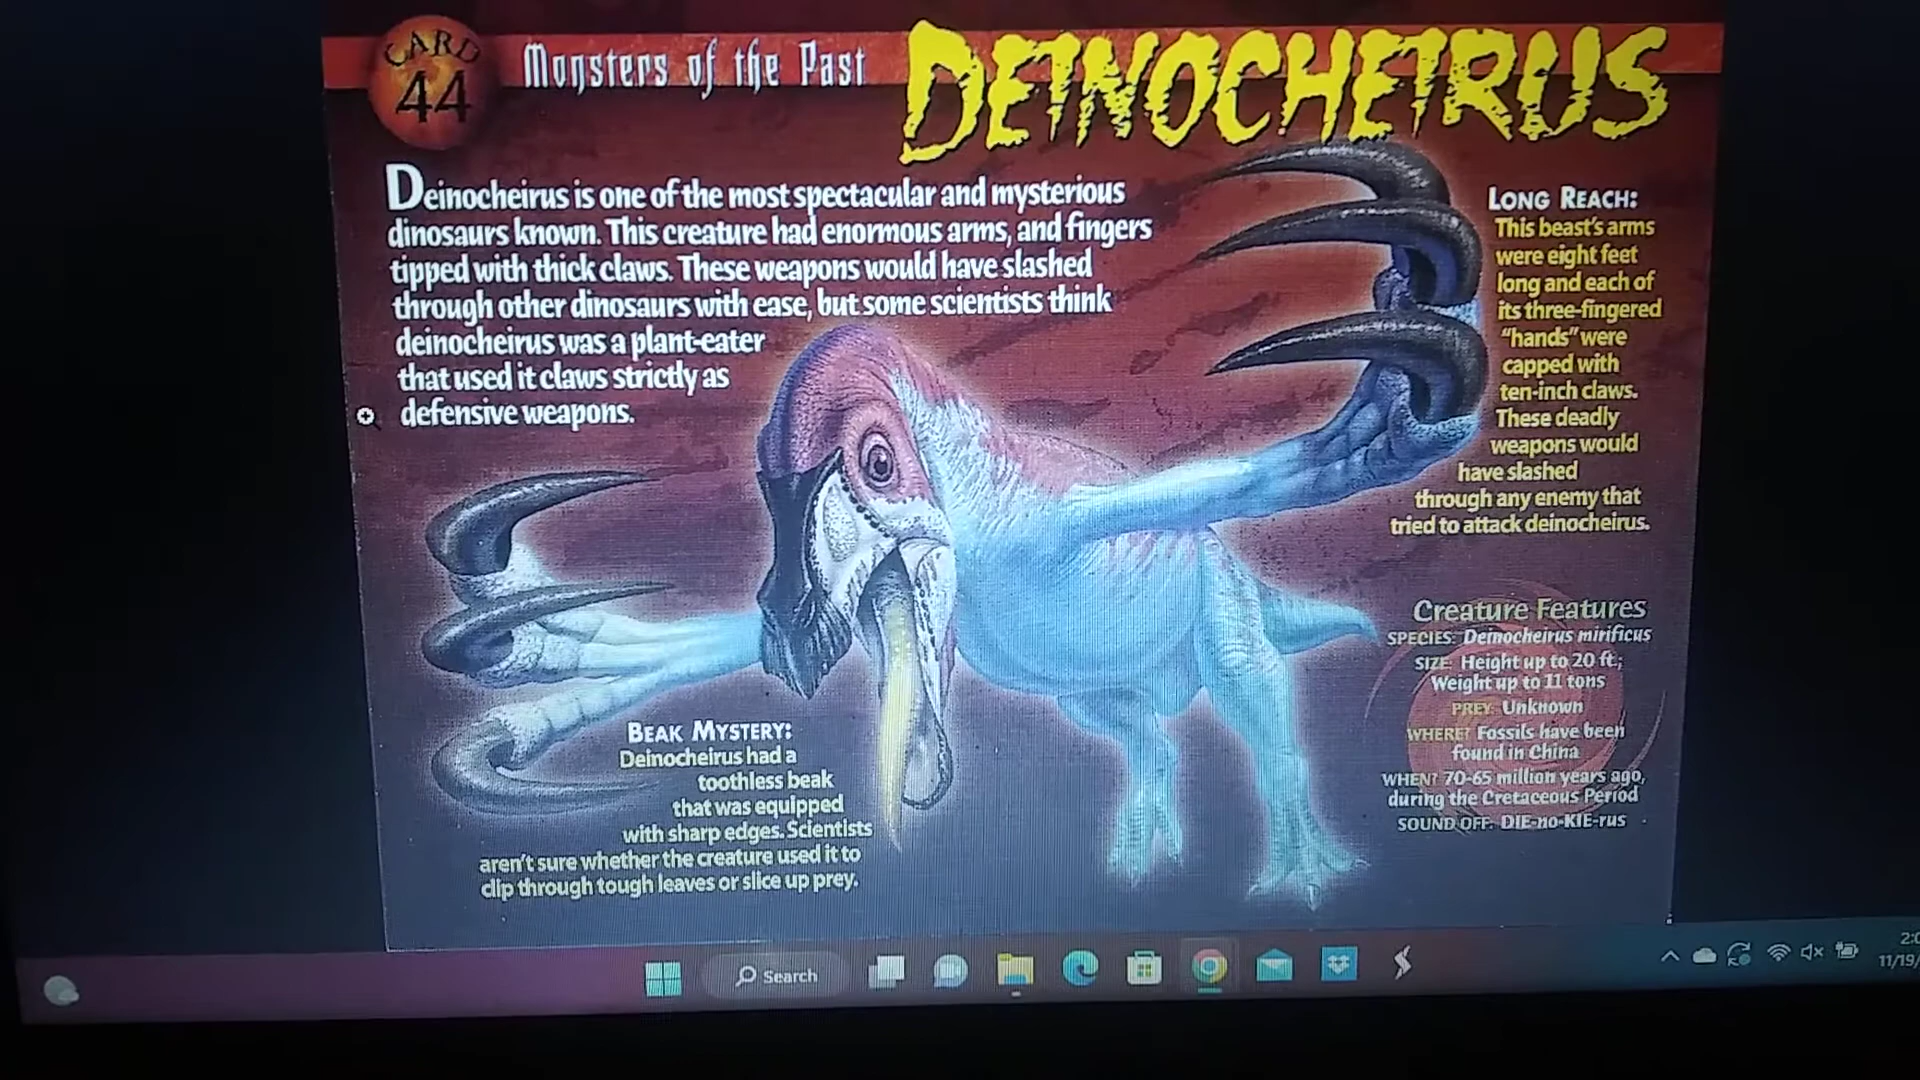 CARD
44
Monsters of the Past
DEINOCHEIRUS
Deinocheirus is one of the most spectacular and mysterious
dinosaurs known. This creature had enormous arms, and fingers
tipped with thick claws. These weapons would have slashed
through other dinosaurs with ease, but some scientists think
deinocheirus was a plant-eater
that used it claws strictly as
defensive weapons.
LONG REACH:
This beast's arms
were eight feet
long and each of
its three-fingered
"hands" were
capped with
ten-inch claws.
These deadly
weapons would
have slashed
through any enemy that
tried to attack deinocheirus.
BEAK MYSTERY:
Deinocheirus had a
toothless beak
that was equipped
with sharp edges. Scientists
aren't sure whether the creature used it to
clip through tough leaves or slice up prey.
Creature Features
SPECIES: Deinocheirus mirificus
SIZE: Height up to 20 ft.;
Weight up to 11 tons
PREY: Unknown
WHERE? Fossils have been
found in China
WHEN? 70-65 million years ago,
during the Cretaceous Period
SOUND OFF: DIE-no-KIE-rus
Search
11/19/